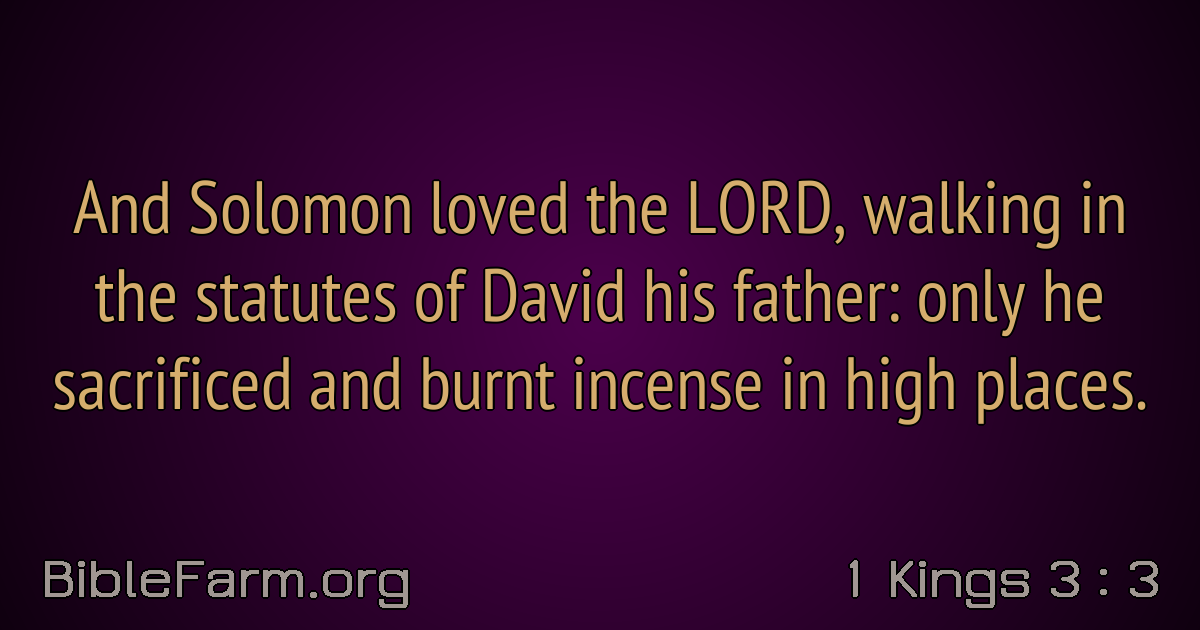 And Solomon loved the LORD, walking in
the statutes of David his father: only he
sacrificed and burnt incense in high places.
BibleFarm.org
1 Kings 3 : 3